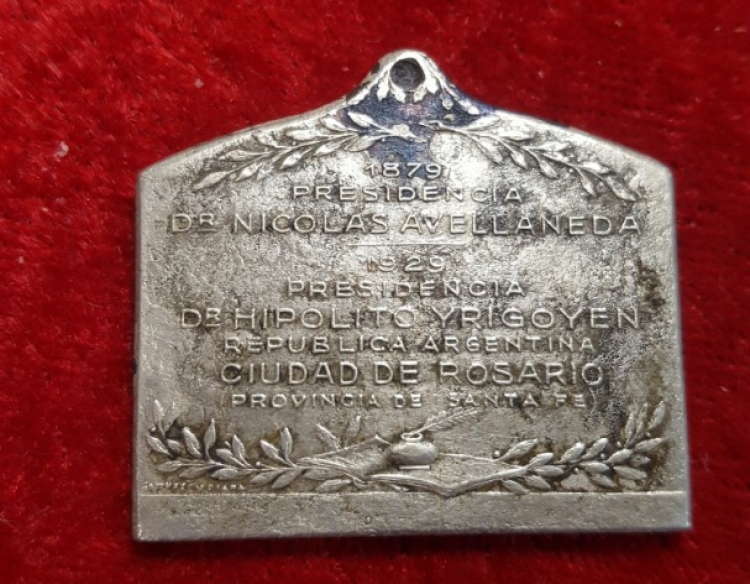 1879
PRESIDENCIA
DR NICOLAS AVELLANEDA
1929
PRESIDENCIA
DR HIPOLITO YRIGOYEN
REPUBLICA ARGENTINA
CIUDAD DE ROSARIO
(PROVINCIA DE SANTA FE)